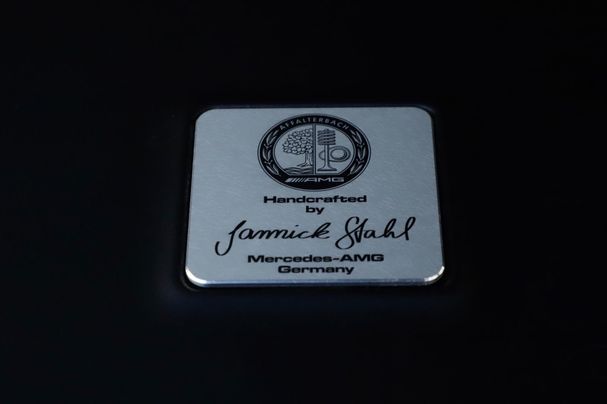 AFFALTERBACH
AMG
Handcrafted
by
Jannick Stahl
Mercedes-AMG
Germany